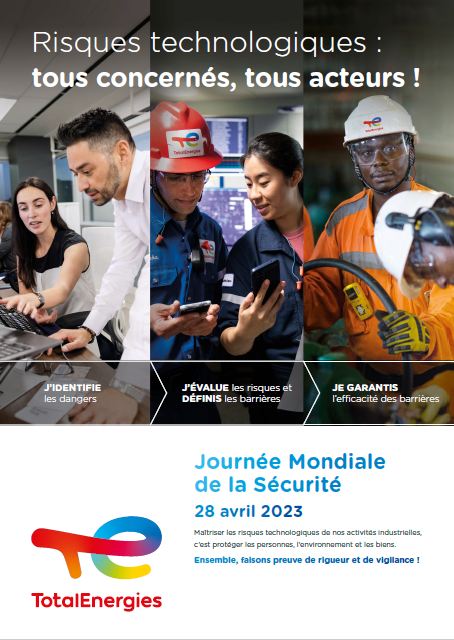 Risques technologiques :
tous concernés, tous acteurs !
TotalEnergies
J'IDENTIFIE
les dangers
J'ÉVALUE les risques et
DÉFINIS les barrières
JE GARANTIS
l'efficacité des barrières
Journée Mondiale
de la Sécurité
28 avril 2023
Maîtriser les risques technologiques de nos activités industrielles,
c'est protéger les personnes, l'environnement et les biens.
Ensemble, faisons preuve de rigueur et de vigilance !
TotalEnergies